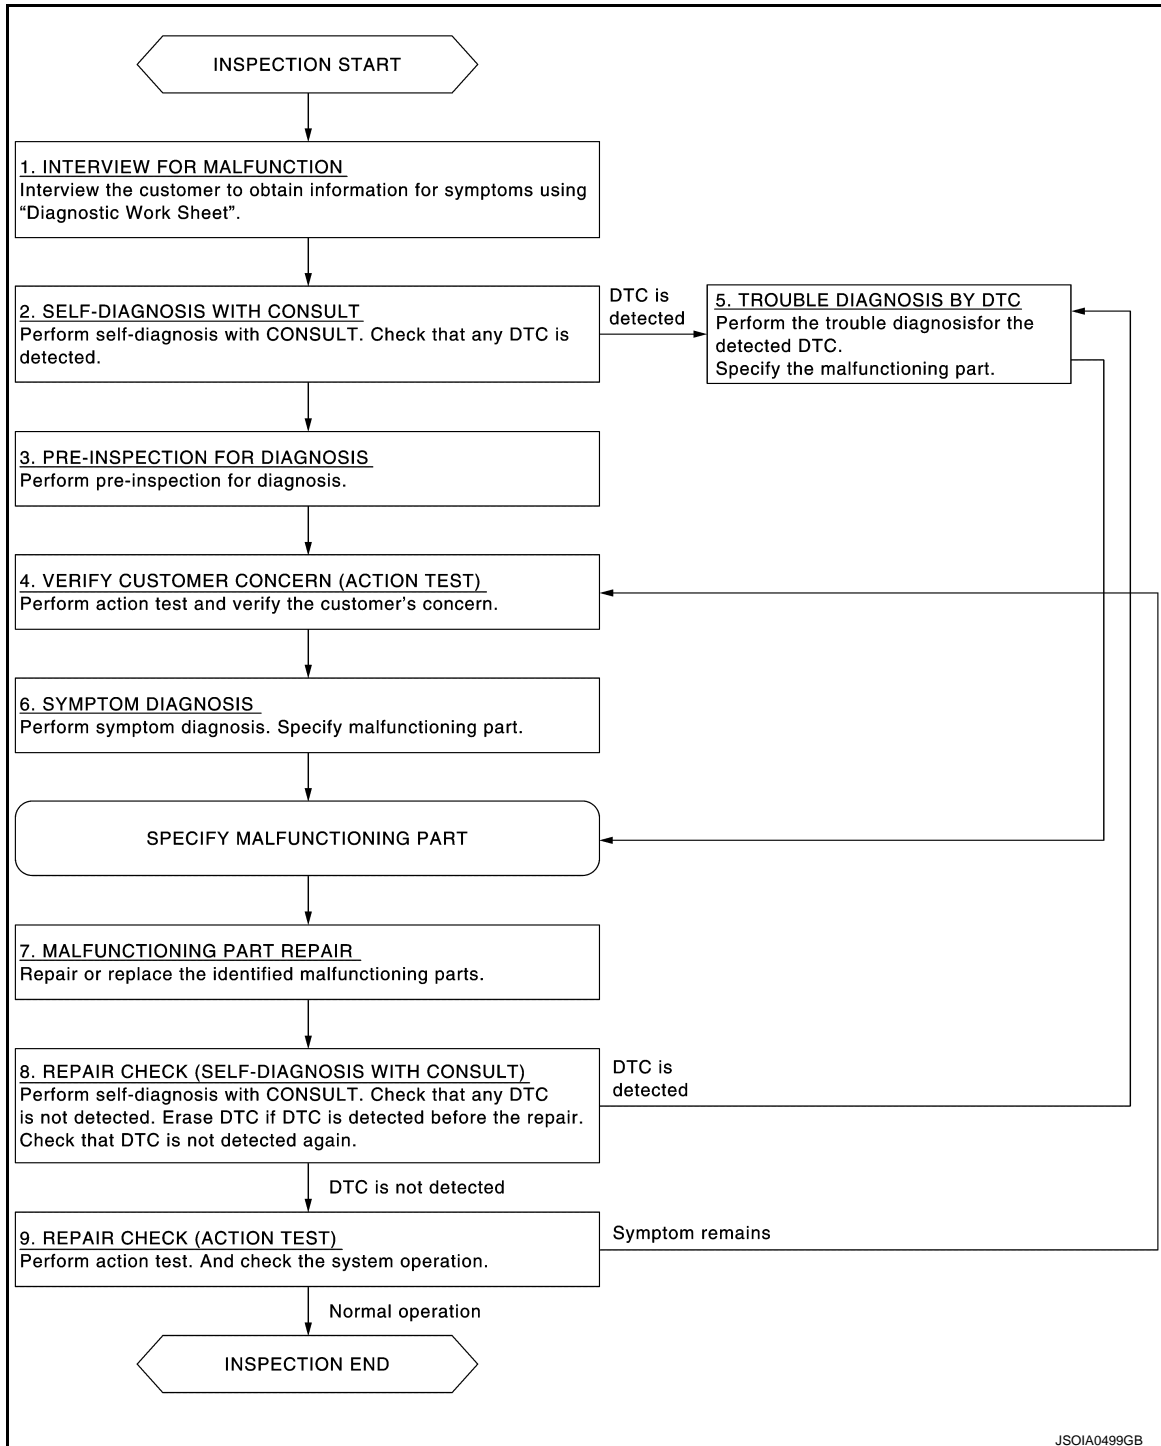 INSPECTION START
1. INTERVIEW FOR MALFUNCTION
Interview the customer to obtain information for symptoms using
“Diagnostic Work Sheet”.
2. SELF-DIAGNOSIS WITH CONSULT
Perform self-diagnosis with CONSULT. Check that any DTC is
detected.
DTC is
detected
5. TROUBLE DIAGNOSIS BY DTC
Perform the trouble diagnosisfor the
detected DTC.
Specify the malfunctioning part.
3. PRE-INSPECTION FOR DIAGNOSIS
Perform pre-inspection for diagnosis.
4. VERIFY CUSTOMER CONCERN (ACTION TEST)
Perform action test and verify the customer’s concern.
6. SYMPTOM DIAGNOSIS
Perform symptom diagnosis. Specify malfunctioning part.
SPECIFY MALFUNCTIONING PART
7. MALFUNCTIONING PART REPAIR
Repair or replace the identified malfunctioning parts.
8. REPAIR CHECK (SELF-DIAGNOSIS WITH CONSULT)
Perform self-diagnosis with CONSULT. Check that any DTC
is not detected. Erase DTC if DTC is detected before the repair.
Check that DTC is not detected again.
DTC is
detected
DTC is not detected
9. REPAIR CHECK (ACTION TEST)
Perform action test. And check the system operation.
Symptom remains
Normal operation
INSPECTION END
JSOIA0499GB